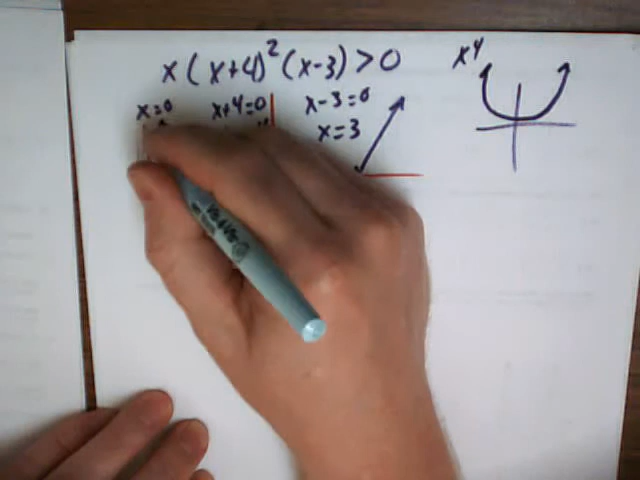 x(x+4)²(x-3)>0
x⁴
x=0 x+4=0 x-3=0
x=3